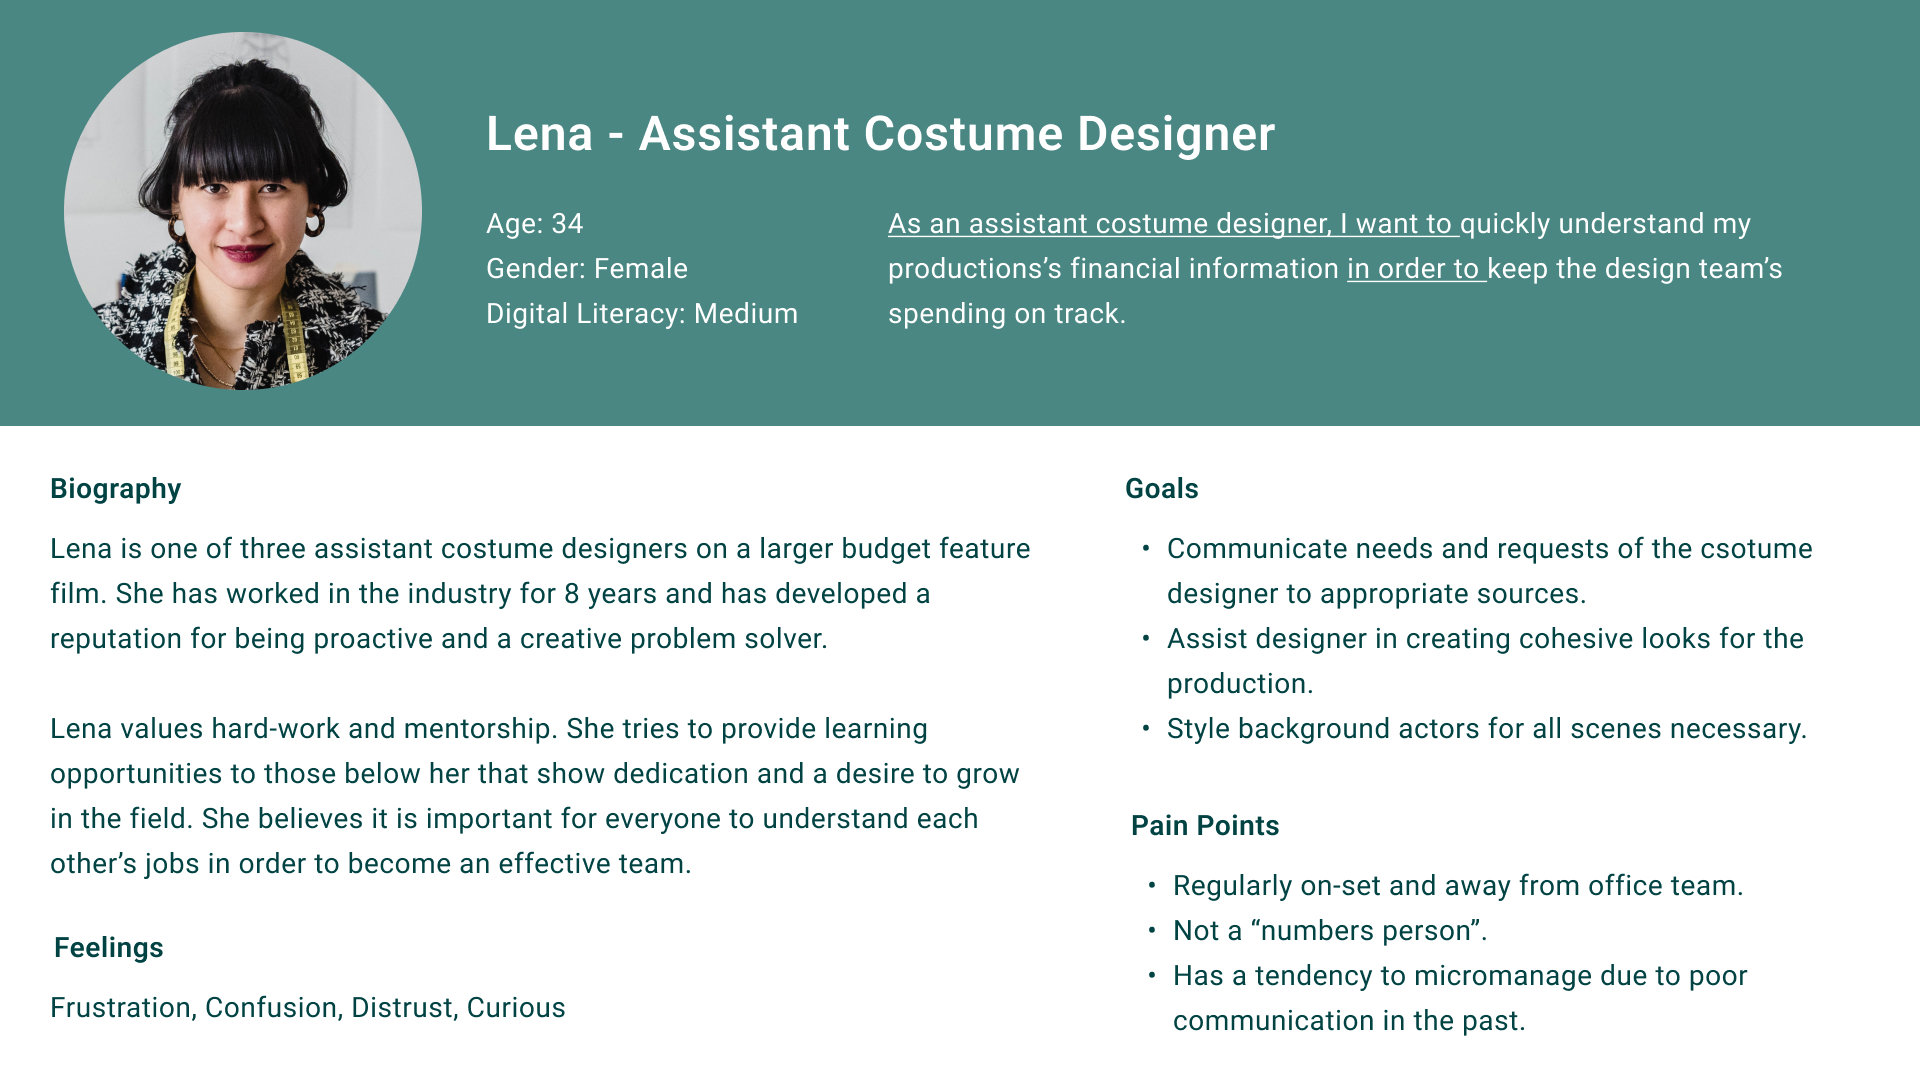 Lena - Assistant Costume Designer
Age: 34
Gender: Female
Digital Literacy: Medium
As an assistant costume designer, I want to quickly understand my
productions’s financial information in order to keep the design team’s
spending on track.
Biography
Lena is one of three assistant costume designers on a larger budget feature
film. She has worked in the industry for 8 years and has developed a
reputation for being proactive and a creative problem solver.
Lena values hard-work and mentorship. She tries to provide learning
opportunities to those below her that show dedication and a desire to grow
in the field. She believes it is important for everyone to understand each
other’s jobs in order to become an effective team.
Feelings
Frustration, Confusion, Distrust, Curious
Goals
• Communicate needs and requests of the csotume
designer to appropriate sources.
• Assist designer in creating cohesive looks for the
production.
• Style background actors for all scenes necessary.
Pain Points
• Regularly on-set and away from office team.
• Not a “numbers person”.
• Has a tendency to micromanage due to poor
communication in the past.